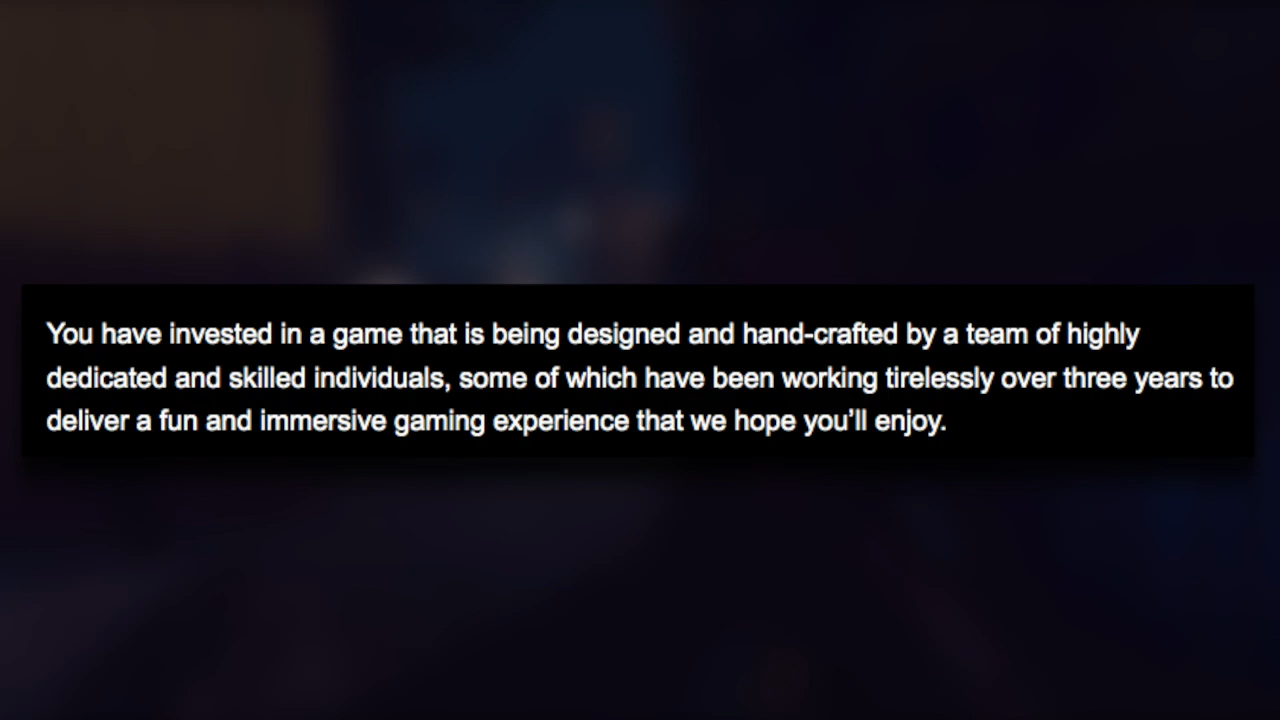 You have invested in a game that is being designed and hand-crafted by a team of highly
dedicated and skilled individuals, some of which have been working tirelessly over three years to
deliver a fun and immersive gaming experience that we hope you’ll enjoy.